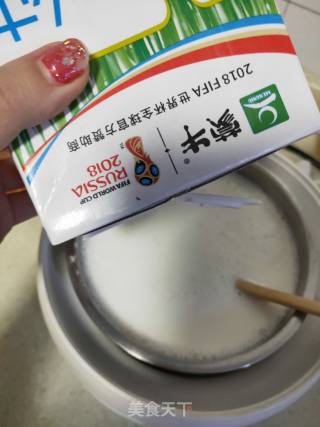 蒙牛
MENGNIU
2018 FIFA 世界杯全球官方赞助商
FIFA WORLD CUP
RUSSIA
2018
美食天下